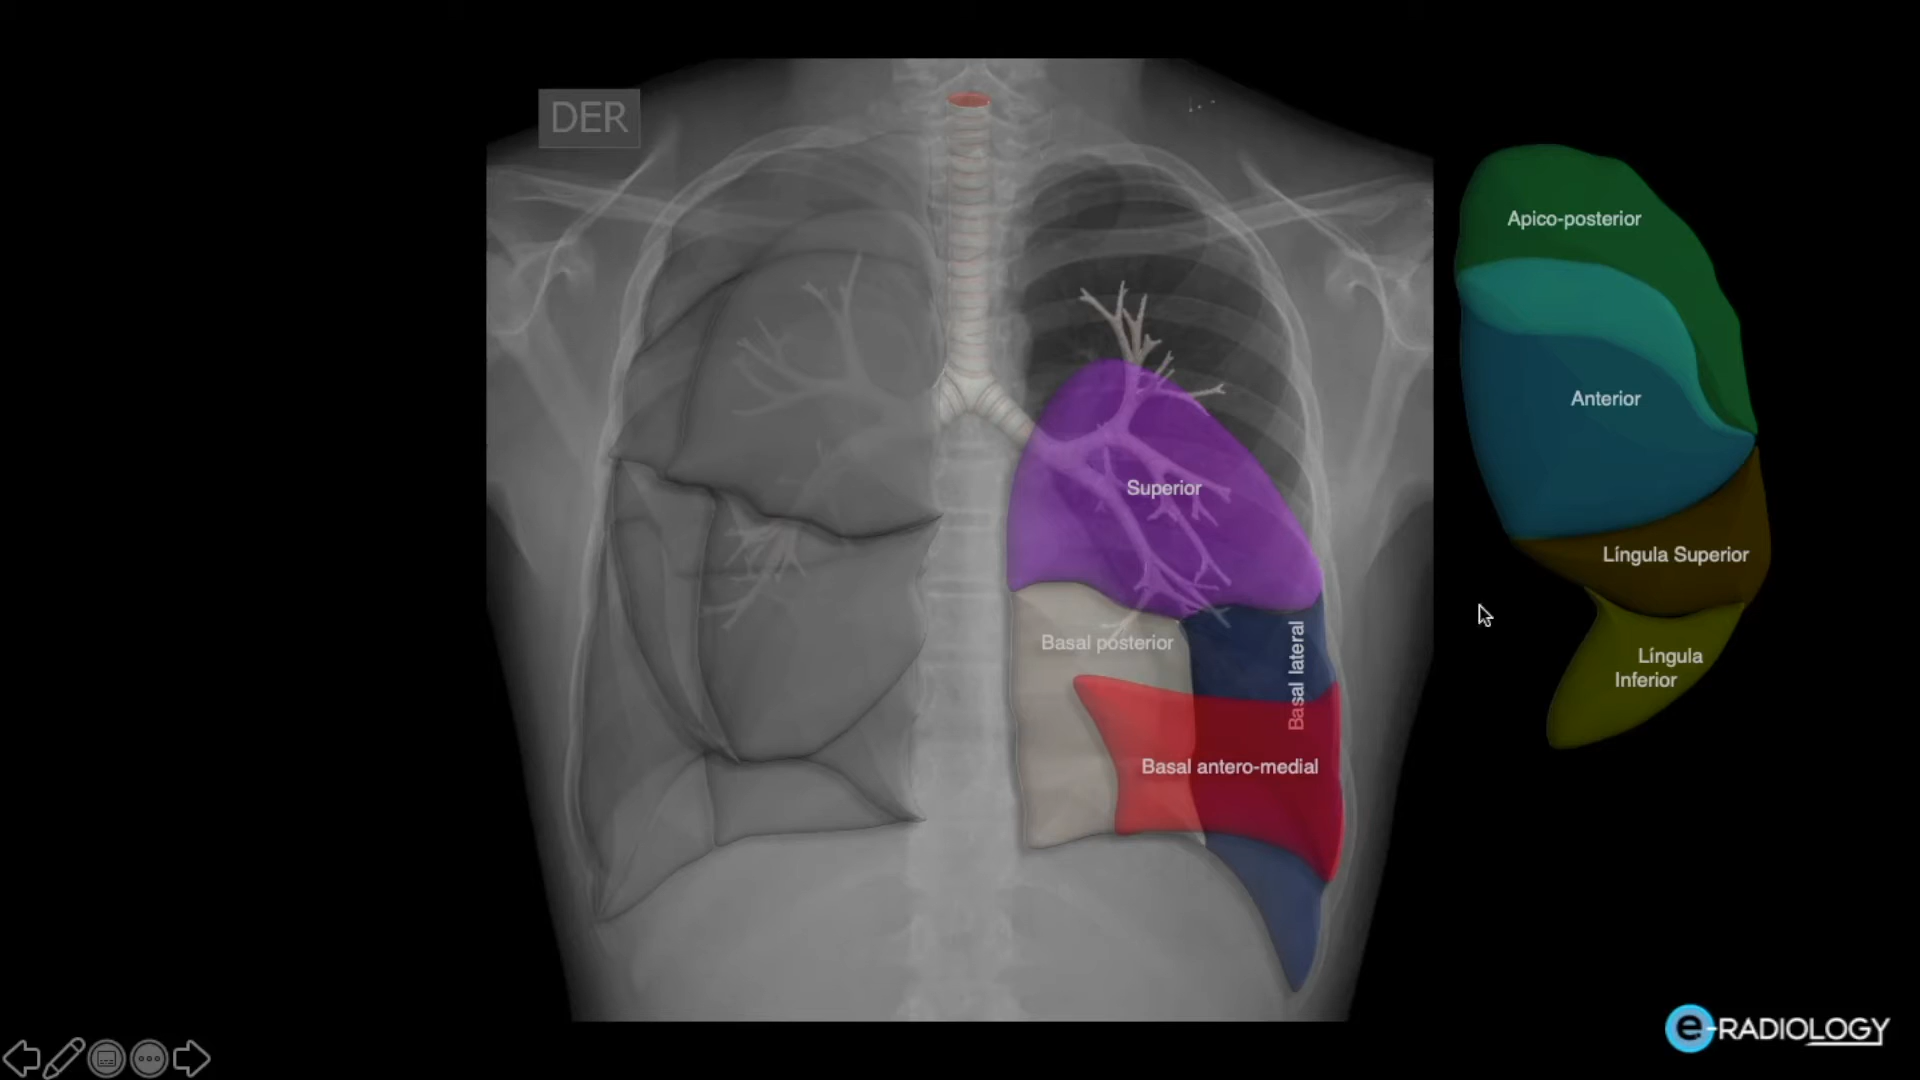 DER
Apico-posterior
Anterior
Superior
Língula Superior
Basal posterior
Basal lateral
Língula
Inferior
Basal antero-medial
e-RADIOLOGY